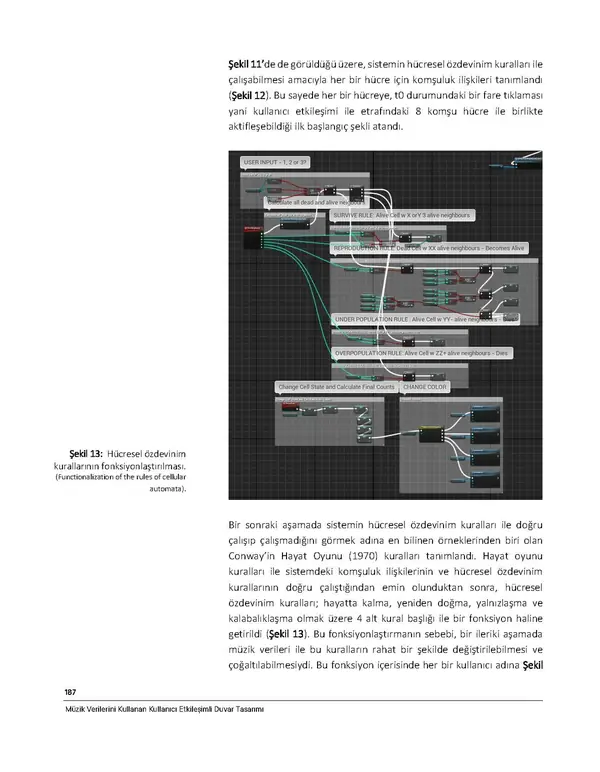 Şekil 11'de de görüldüğü üzere, sistemin hücresel özdevinim kuralları ile
çalışabilmesi amacıyla her bir hücre için komşuluk ilişkileri tanımlandı
(Şekil 12). Bu sayede her bir hücreye, t0 durumundaki bir fare tıklaması
yani kullanıcı etkileşimi ile etrafındaki 8 komşu hücre ile birlikte
aktifleşebildiği ilk başlangıç şekli atandı.
USER INPUT - 1, 2 or 3?
Calculate all dead and alive neighbours
SURVIVE RULE: Alive Cell w X orY 3 alive neighbours
REPRODUCTION RULE: Dead Cell w XX alive neighbours - Becomes Alive
UNDER POPULATION RULE : Alive Cell w YY- alive neighbours - Dies
OVERPOPULATION RULE: Alive Cell w ZZ+ alive neighbours - Dies
Change Cell State and Calculate Final Counts
CHANGE COLOR
Şekil 13: Hücresel özdevinim
kurallarının fonksiyonlaştırılması.
(Functionalization of the rules of cellular
automata).
Bir sonraki aşamada sistemin hücresel özdevinim kuralları ile doğru
çalışıp çalışmadığını görmek adına en bilinen örneklerinden biri olan
Conway'in Hayat Oyunu (1970) kuralları tanımlandı. Hayat oyunu
kuralları ile sistemdeki komşuluk ilişkilerinin ve hücresel özdevinim
kurallarının doğru çalıştığından emin olunduktan sonra, hücresel
özdevinim kuralları; hayatta kalma, yeniden doğma, yalnızlaşma ve
kalabalıklaşma olmak üzere 4 alt kural başlığı ile bir fonksiyon haline
getirildi (Şekil 13). Bu fonksiyonlaştırmanın sebebi, bir ileriki aşamada
müzik verileri ile bu kuralların rahat bir şekilde değiştirilebilmesi ve
çoğaltılabilmesiydi. Bu fonksiyon içerisinde her bir kullanıcı adına Şekil
187
Müzik Verilerini Kullanan Kullanıcı Etkileşimli Duvar Tasarımı